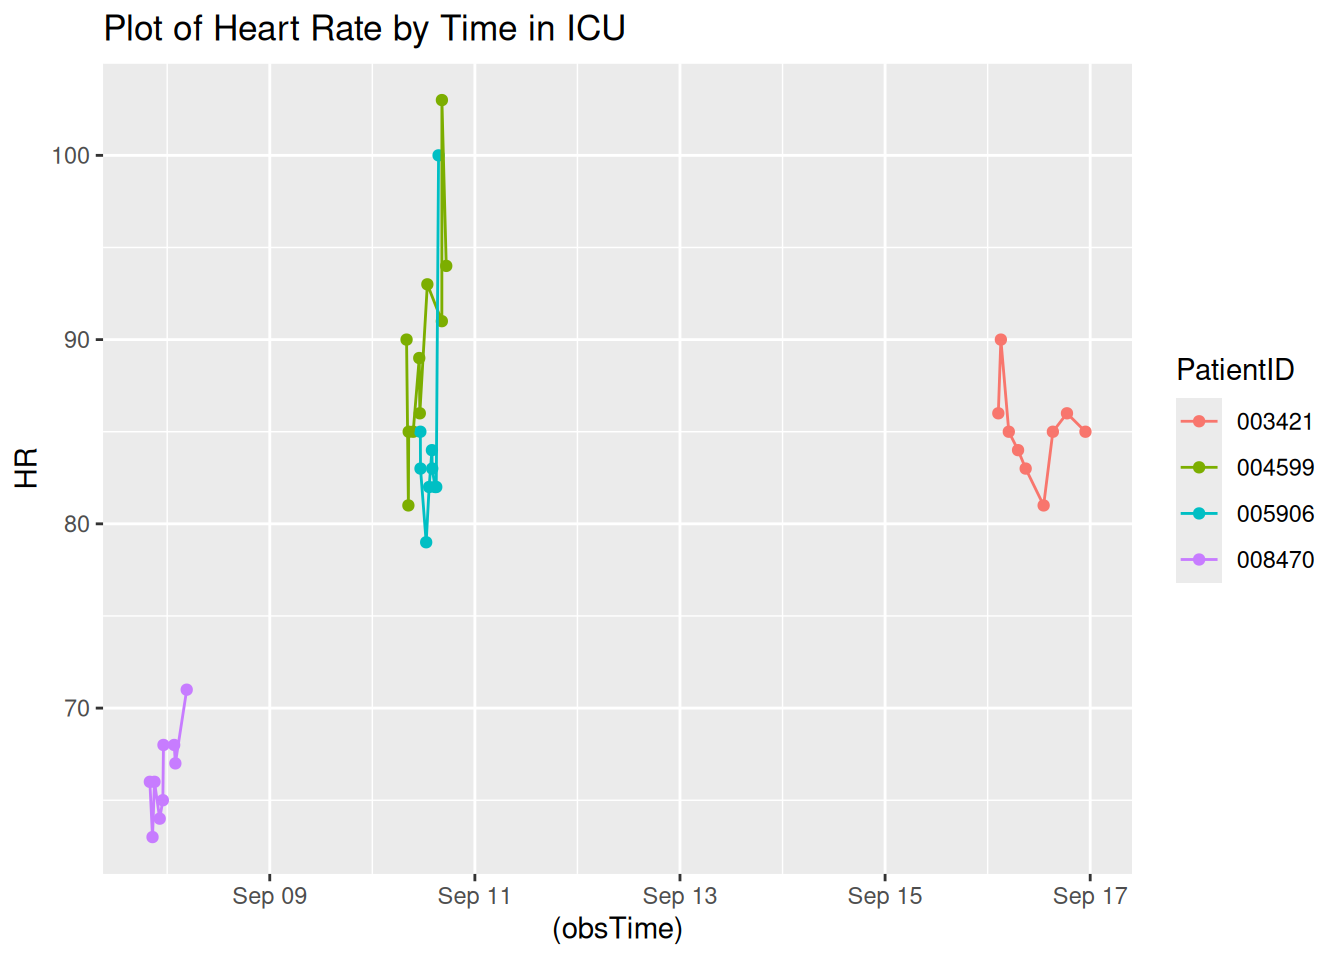 Plot of Heart Rate by Time in ICU
100
90
80
70
HR
Sep 09
Sep 11
Sep 13
Sep 15
Sep 17
(obsTime)
PatientID
003421
004599
005906
008470